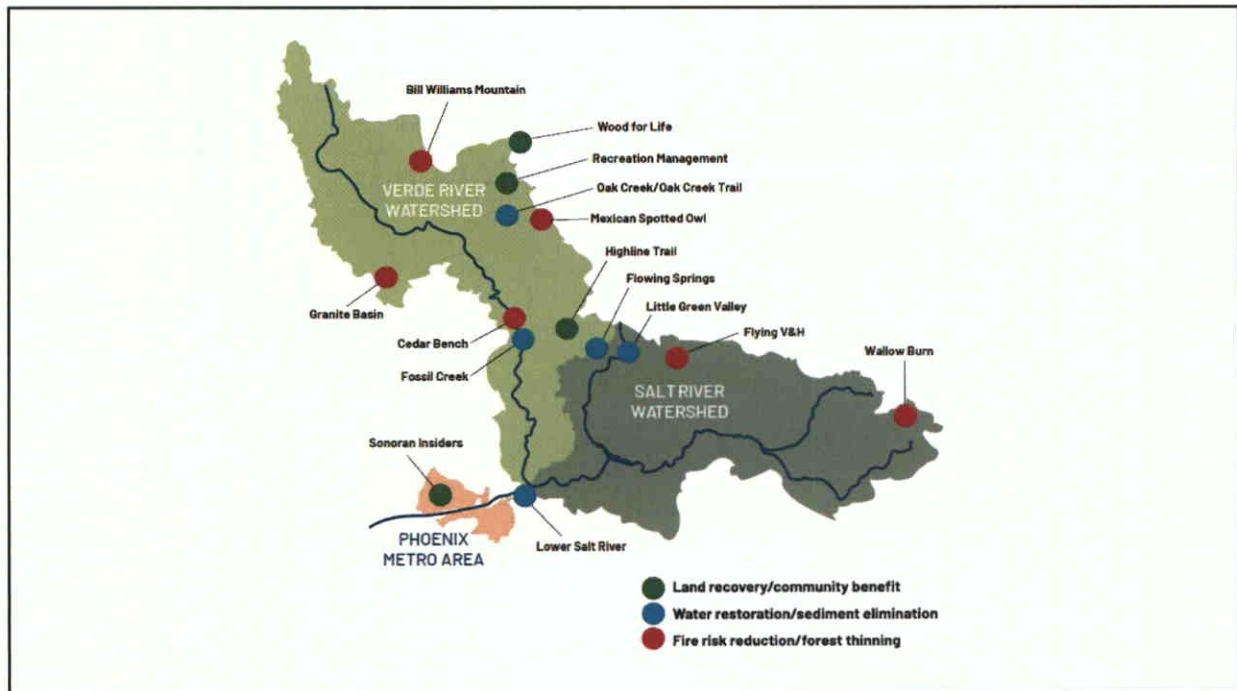 Bill Williams Mountain
Wood for Life
Recreation Management
VERDE RIVER
WATERSHED
Oak Creek/Oak Creek Trail
Mexican Spotted Owl
Highline Trail
Flowing Springs
Granite Basin
Little Green Valley
Cedar Bench
Flying V&H
Wallow Burn
Fossil Creek
SALT RIVER
WATERSHED
Sonoran Insiders
PHOENIX
METRO AREA
Lower Salt River
Land recovery/community benefit
Water restoration/sediment elimination
Fire risk reduction/forest thinning